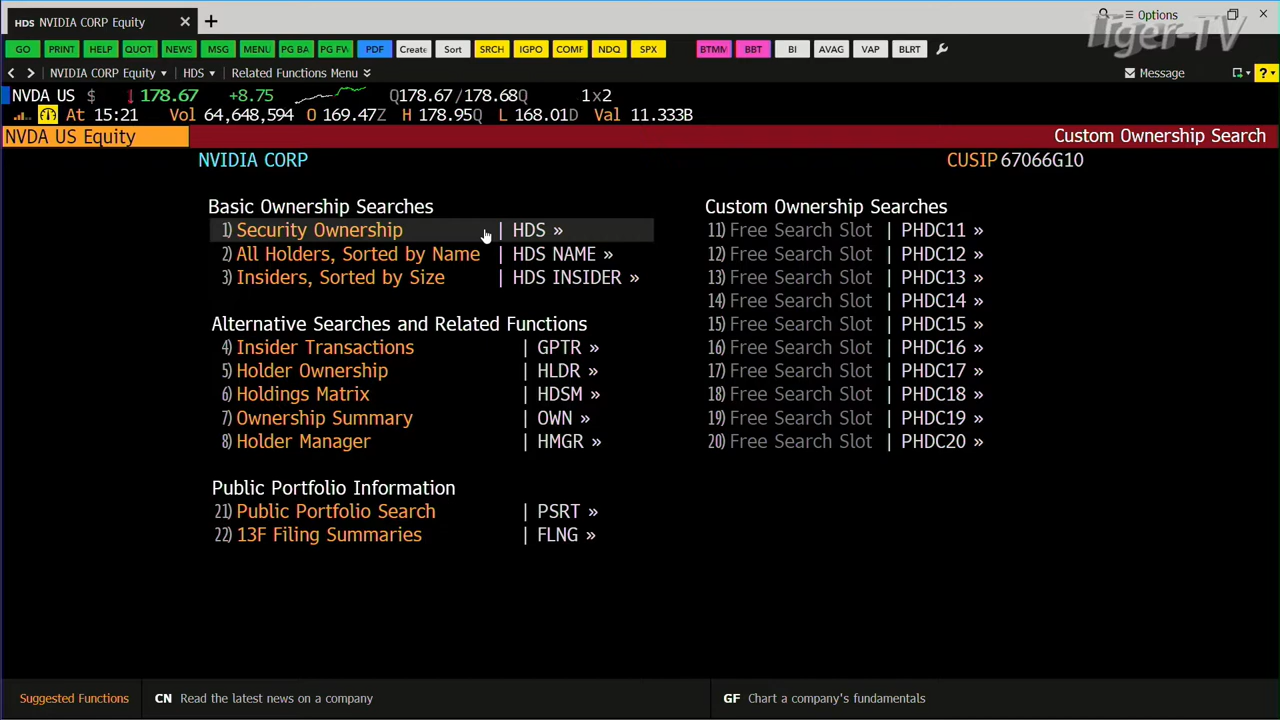 HDS NVIDIA CORP Equity
Options
Tiger-TV
GO PRINT HELP QUOT NEWS MSG MENU PG BA PG FW PDF Create Sort SRCH IGPO COMF NDQ SPX BTMM BBT BI AVAG VAP BLRT
NVIDIA CORP Equity HDS Related Functions Menu Message ?
NVDA US $ ↓178.67 +8.75 Q178.67/178.68Q 1x2
At 15:21 Vol 64,648,594 O 169.47Z H 178.95Q L 168.01D Val 11.333B
NVDA US Equity Custom Ownership Search
NVIDIA CORP CUSIP 67066G10
Basic Ownership Searches
1) Security Ownership | HDS »
2) All Holders, Sorted by Name | HDS NAME »
3) Insiders, Sorted by Size | HDS INSIDER »
Alternative Searches and Related Functions
4) Insider Transactions | GPTR »
5) Holder Ownership | HLDR »
6) Holdings Matrix | HDSM »
7) Ownership Summary | OWN »
8) Holder Manager | HMGR »
Public Portfolio Information
21) Public Portfolio Search | PSRT »
22) 13F Filing Summaries | FLNG »
Custom Ownership Searches
11) Free Search Slot | PHDC11 »
12) Free Search Slot | PHDC12 »
13) Free Search Slot | PHDC13 »
14) Free Search Slot | PHDC14 »
15) Free Search Slot | PHDC15 »
16) Free Search Slot | PHDC16 »
17) Free Search Slot | PHDC17 »
18) Free Search Slot | PHDC18 »
19) Free Search Slot | PHDC19 »
20) Free Search Slot | PHDC20 »
Suggested Functions CN Read the latest news on a company GF Chart a company's fundamentals